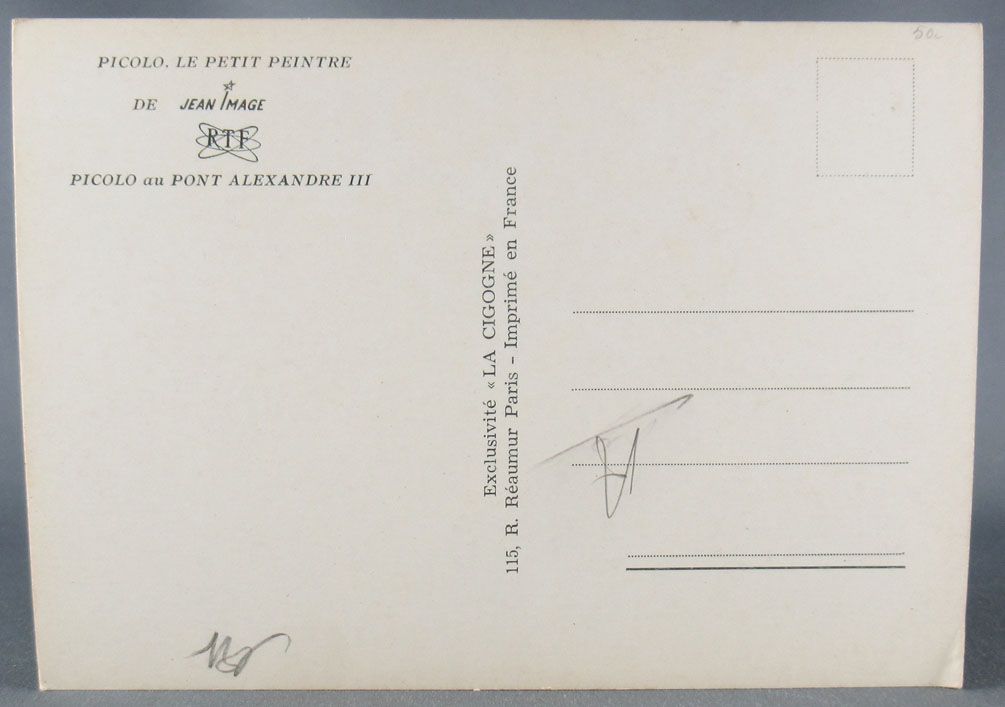 PICOLO. LE PETIT PEINTRE
DE JEAN IMAGE
RTF
PICOLO au PONT ALEXANDRE III
Exclusivité « LA CIGOGNE »
115, R. Réaumur Paris - Imprimé en France